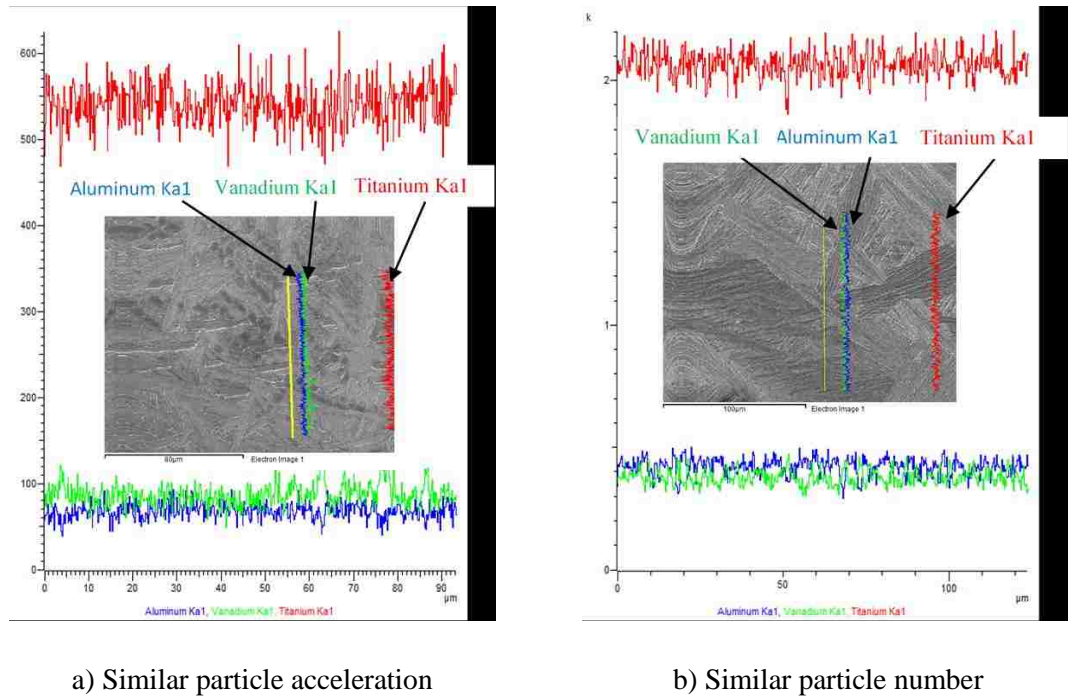 600
500
400
300
200
100
0
Aluminum Ka1 Vanadium Ka1 Titanium Ka1
60µm Electron Image 1
0 10 20 30 40 50 60 70 80 90
µm
Aluminum Ka1, Vanadium Ka1, Titanium Ka1
a) Similar particle acceleration
k
2
1
0
Vanadium Ka1 Aluminum Ka1 Titanium Ka1
100µm Electron Image 1
0 50 100
µm
Aluminum Ka1, Vanadium Ka1, Titanium Ka1
b) Similar particle number